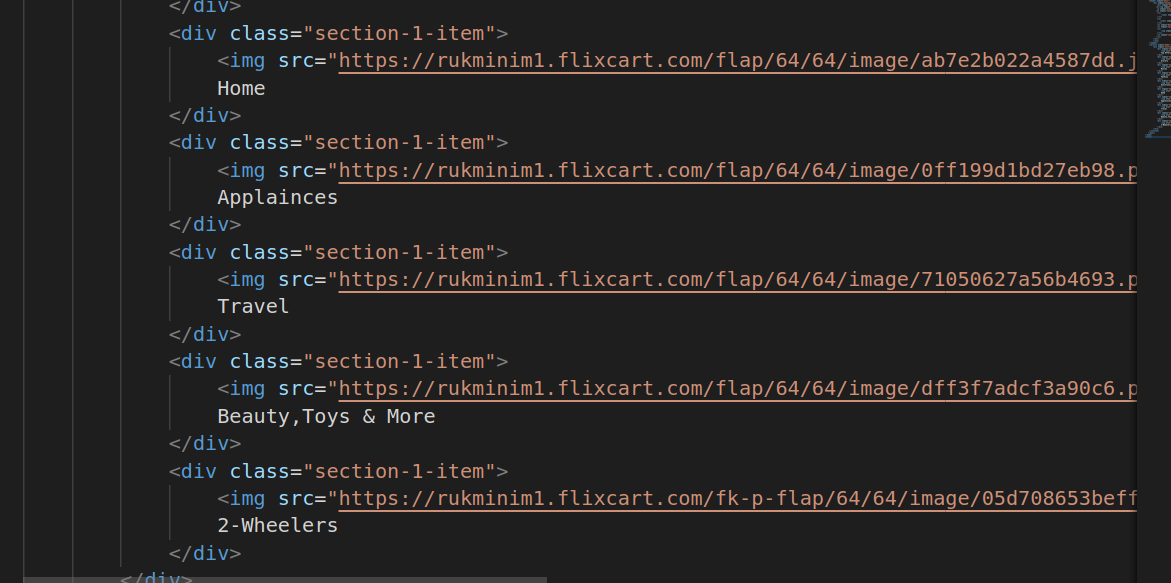 </div>
<div class="section-1-item">
<img src="https://rukminim1.flixcart.com/flap/64/64/image/ab7e2b022a4587dd.j
Home
</div>
<div class="section-1-item">
<img src="https://rukminim1.flixcart.com/flap/64/64/image/0ff199d1bd27eb98.p
Applainces
</div>
<div class="section-1-item">
<img src="https://rukminim1.flixcart.com/flap/64/64/image/71050627a56b4693.p
Travel
</div>
<div class="section-1-item">
<img src="https://rukminim1.flixcart.com/flap/64/64/image/dff3f7adcf3a90c6.p
Beauty,Toys & More
</div>
<div class="section-1-item">
<img src="https://rukminim1.flixcart.com/fk-p-flap/64/64/image/05d708653beff
2-Wheelers
</div>
</div>